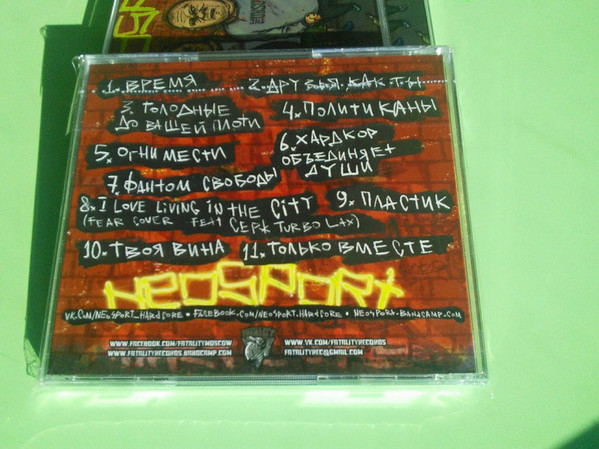 1. ВРЕМЯ
2. ДРУЗЬЯ КАК ТЫ
3. ГОЛОДНЫЕ
ДО ВАШЕЙ ПЛОТИ
4. ПОЛИТИКАНЫ
5. ОГНИ МЕСТИ
6. ХАРДКОР
ОБЪЕДИНЯЕТ
ДУШИ
7. ФАНТОМ СВОБОДЫ
8. I LOVE LIVING IN THE CITY
(FEAR COVER FEAT СЕРЖ TURBO LAX)
9. ПЛАСТИК
10. ТВОЯ ВИНА
11. ТОЛЬКО ВМЕСТЕ
NEOSPORT
VK.COM/NEOSPORT_HARDCORE • FACEBOOK.COM/NEOSPORT.HARDCORE • NEOSPORT.BANDCAMP.COM
WWW.FACEBOOK.COM/FATALITYMOSCOW
WWW.VK.COM/FATALITYRECORDS
WWW.FATALITYRECORDS.BANDCAMP.COM
FATALITYREC@GMAIL.COM